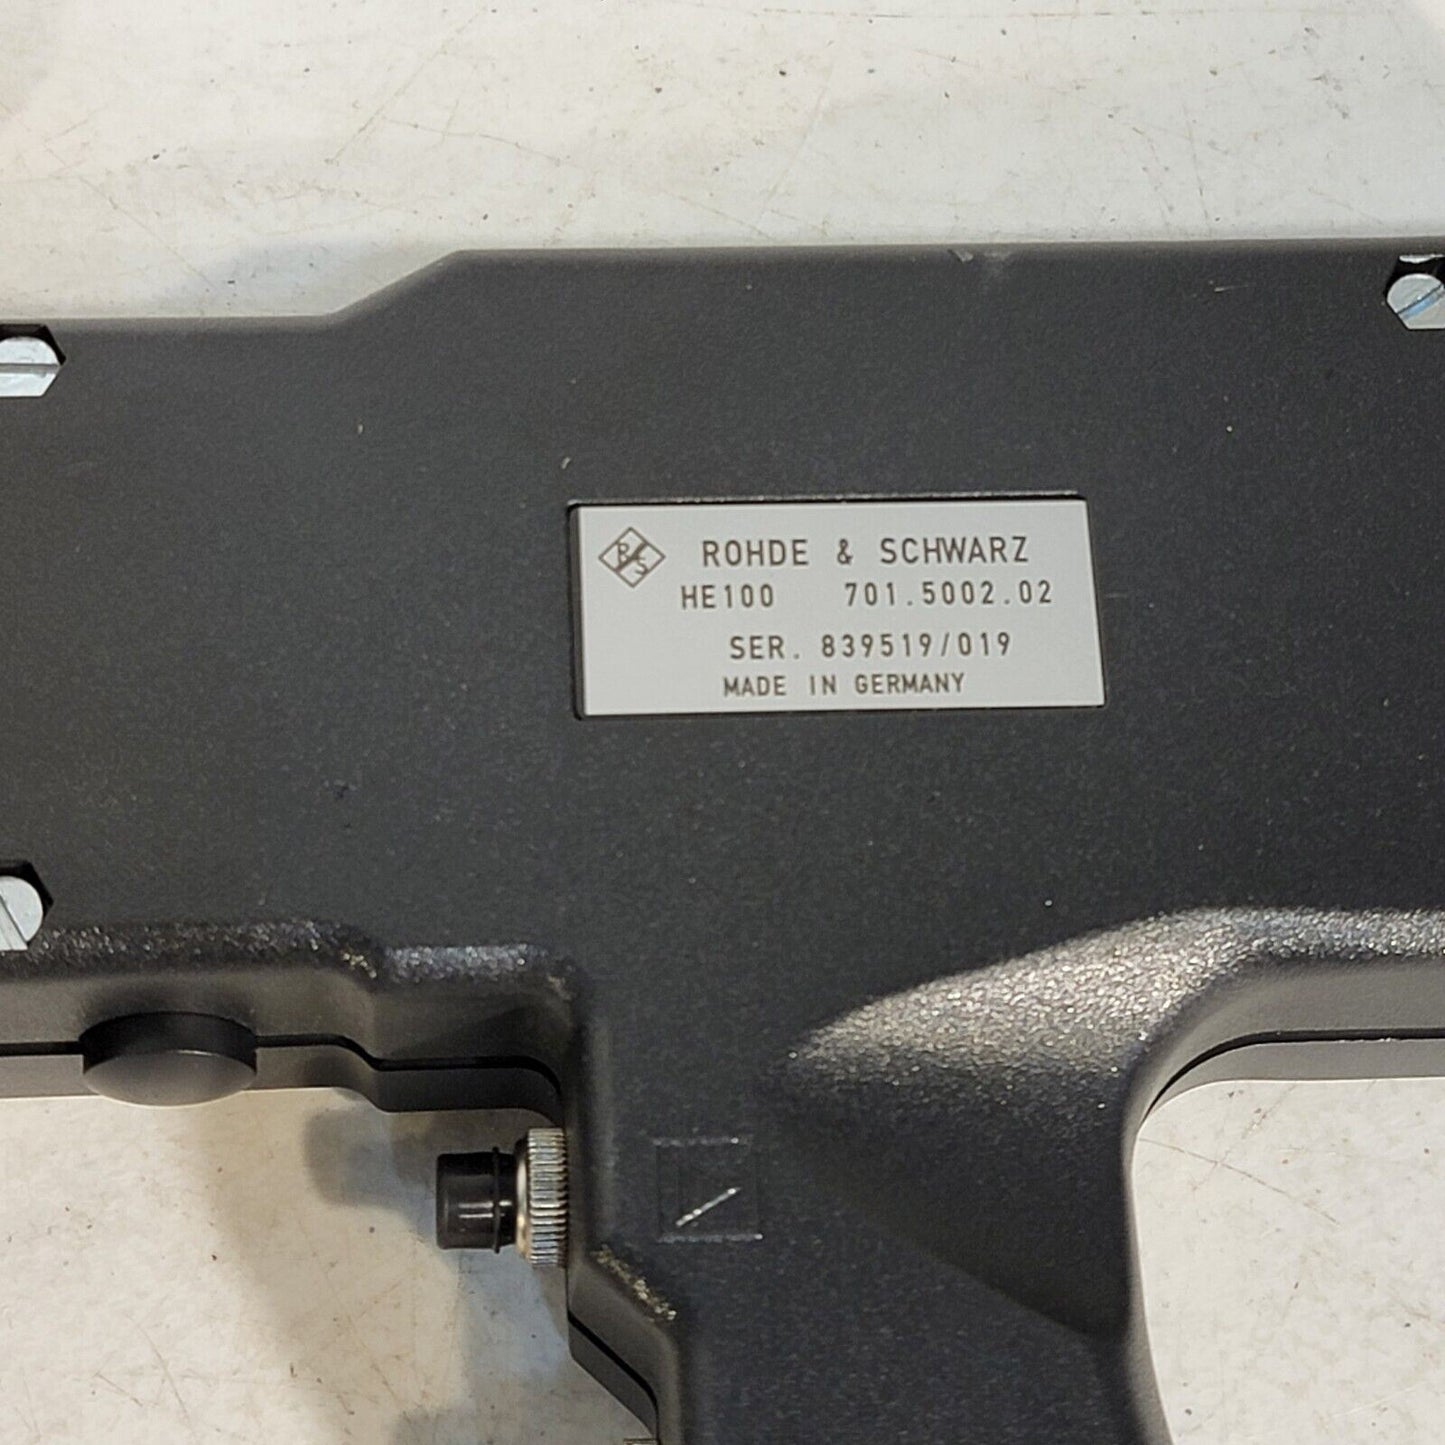 R/S ROHDE & SCHWARZ
HE100 701.5002.02
SER. 839519/019
MADE IN GERMANY